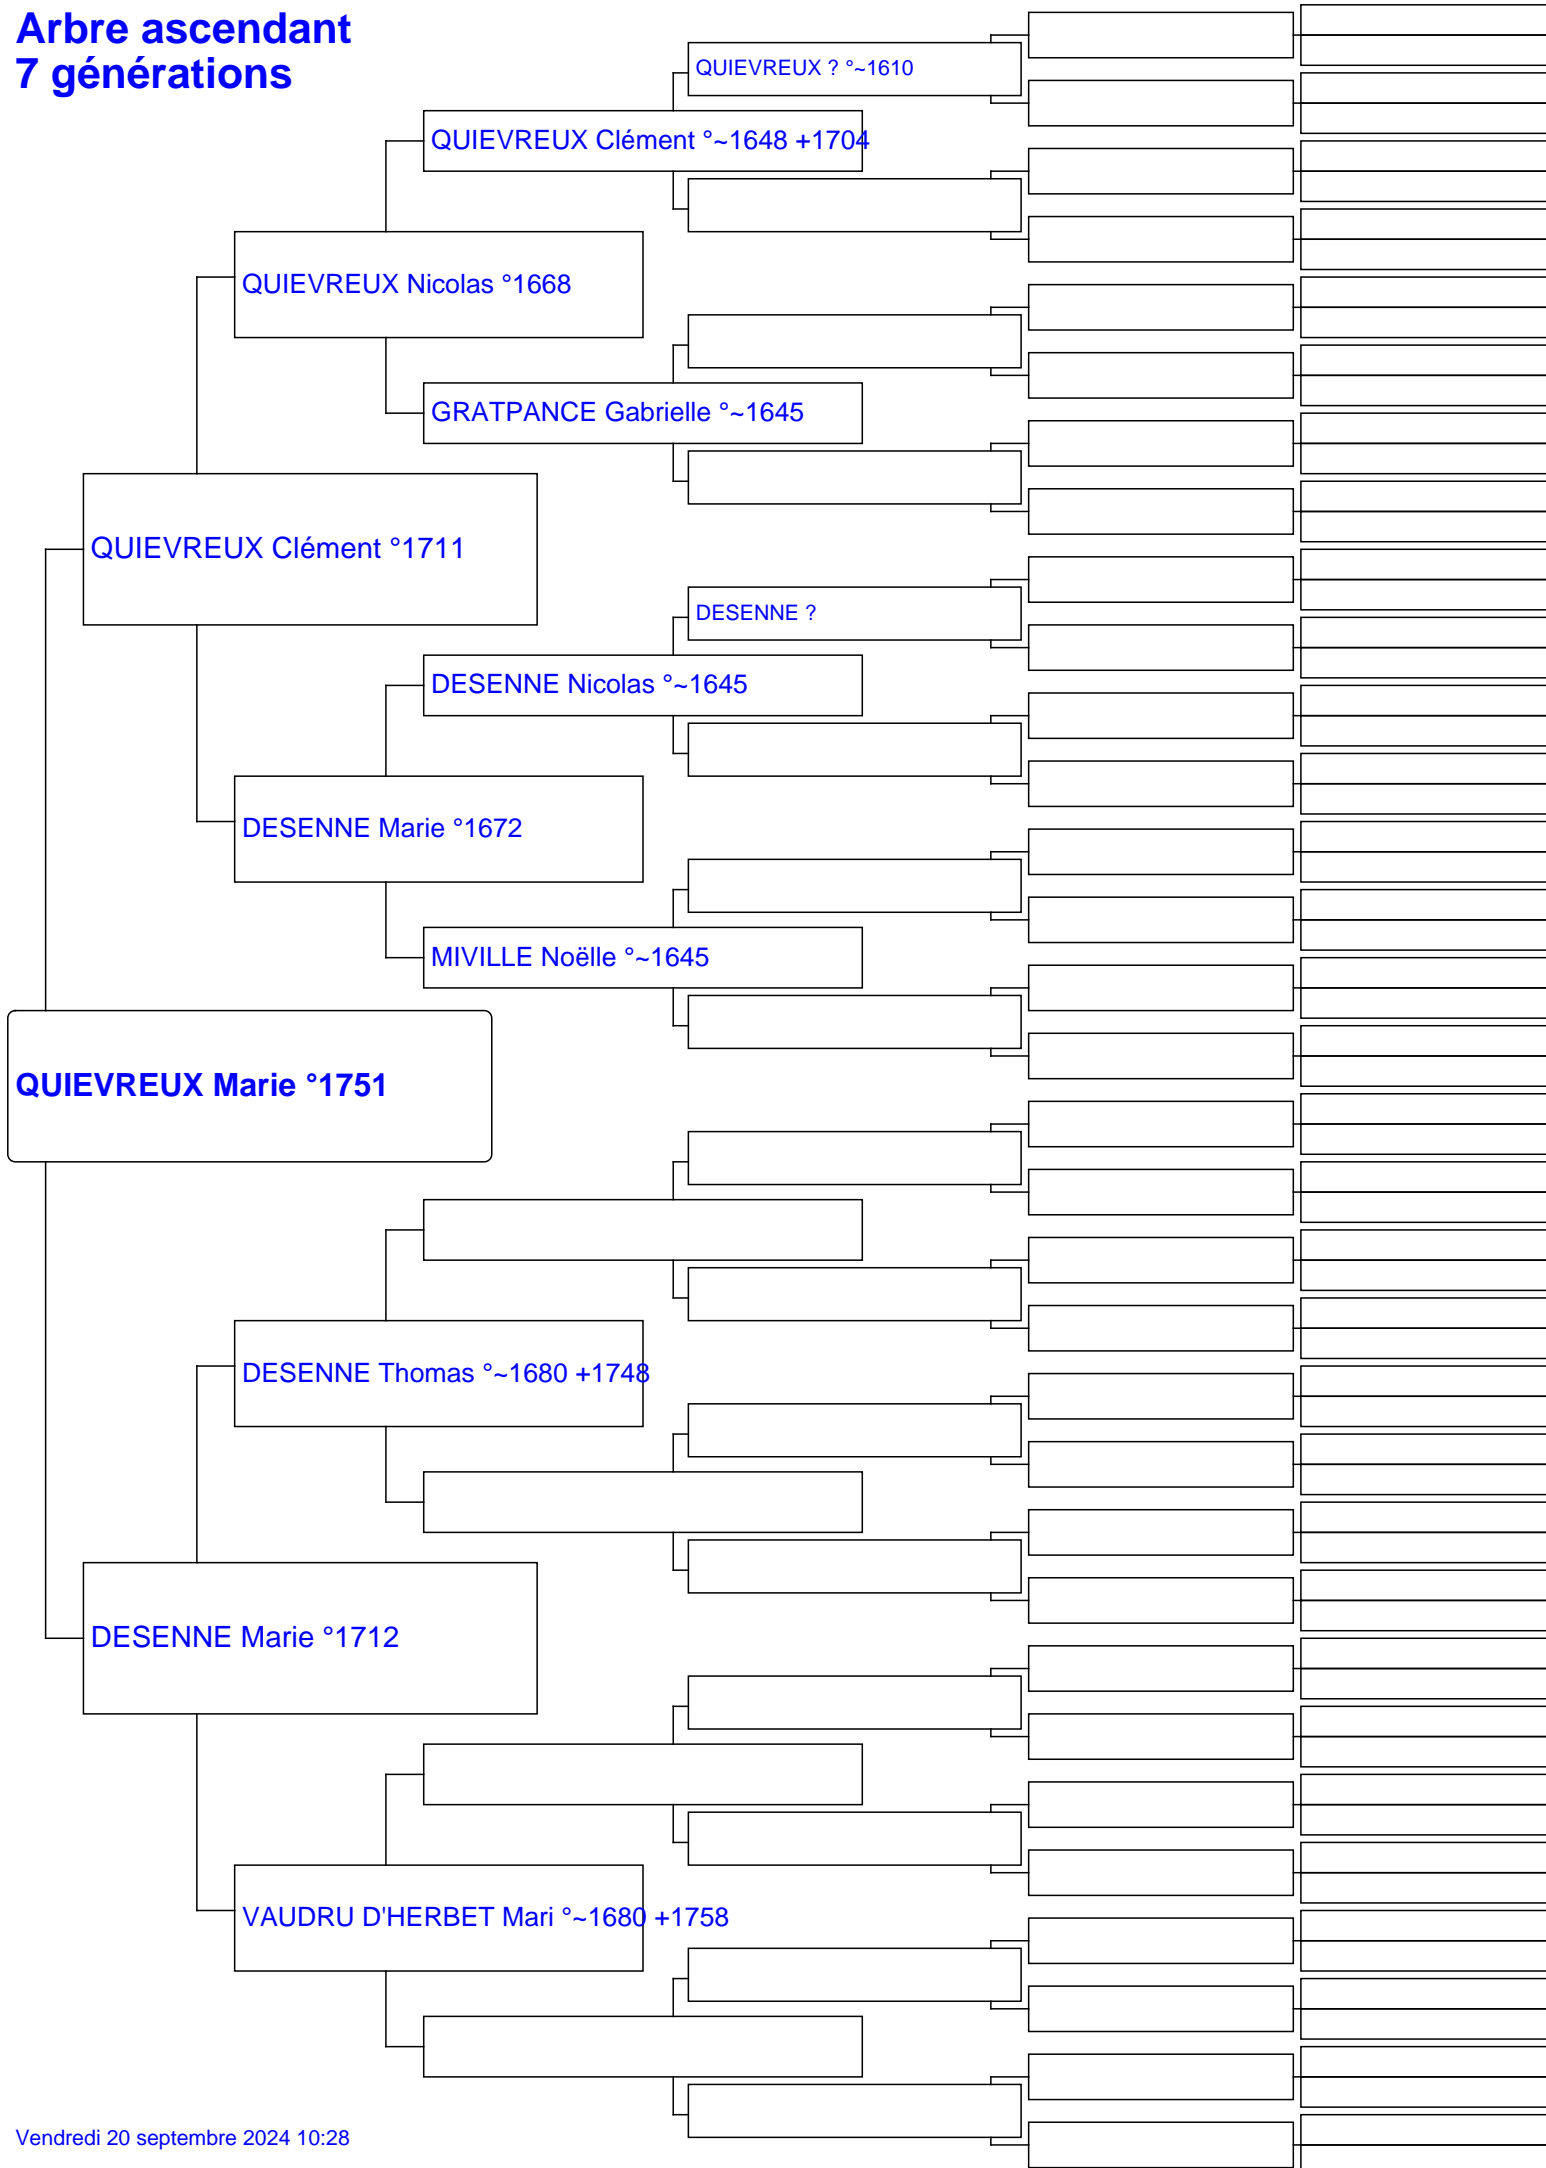 Arbre ascendant
7 générations
QUIEVREUX ? °~1610
QUIEVREUX Clément °~1648 +1704
QUIEVREUX Nicolas °1668
GRATPANCE Gabrielle °~1645
QUIEVREUX Clément °1711
DESENNE ?
DESENNE Nicolas °~1645
DESENNE Marie °1672
MIVILLE Noëlle °~1645
QUIEVREUX Marie °1751
DESENNE Thomas °~1680 +1748
DESENNE Marie °1712
VAUDRU D'HERBET Mari °~1680 +1758
Vendredi 20 septembre 2024 10:28